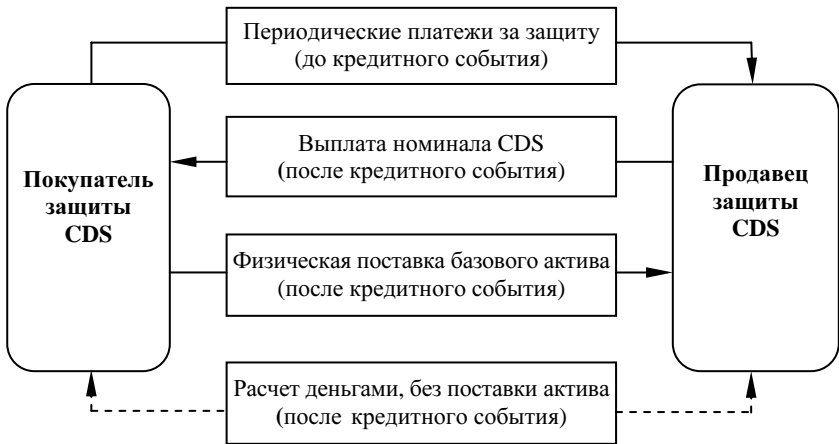 Периодические платежи за защиту
(до кредитного события)
Выплата номинала CDS
(после кредитного события)
Покупатель
защиты
CDS
Продавец
защиты
CDS
Физическая поставка базового актива
(после кредитного события)
Расчет деньгами, без поставки актива
(после кредитного события)